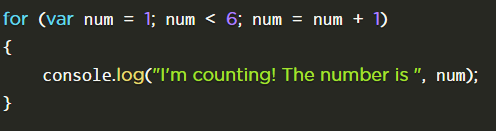 for (var num = 1; num < 6; num = num + 1)
{
    console.log("I'm counting! The number is ", num);
}